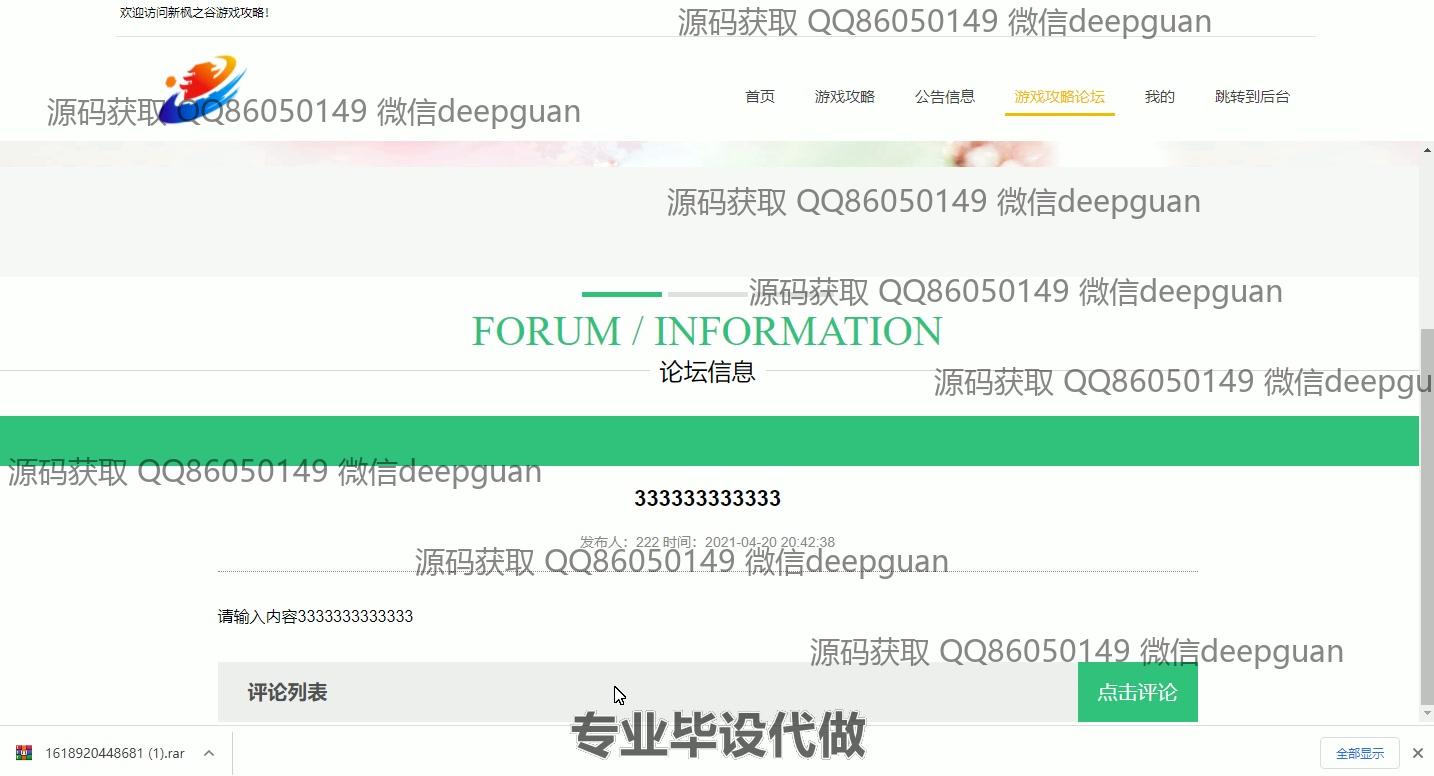 欢迎访问新枫之谷游戏攻略!
源码获取 QQ86050149 微信deepguan
首页 游戏攻略 公告信息 游戏攻略论坛 我的 跳转到后台
源码获取 QQ86050149 微信deepguan
源码获取 QQ86050149 微信deepguan
源码获取 QQ86050149 微信deepguan
FORUM / INFORMATION
论坛信息
源码获取 QQ86050149 微信deepgu
源码获取 QQ86050149 微信deepguan
333333333333
发布人：222 时间：2021-04-20 20:42:38
源码获取 QQ86050149 微信deepguan
请输入内容3333333333333
源码获取 QQ86050149 微信deepguan
评论列表
点击评论
专业毕设代做
1618920448681 (1).rar
全部显示